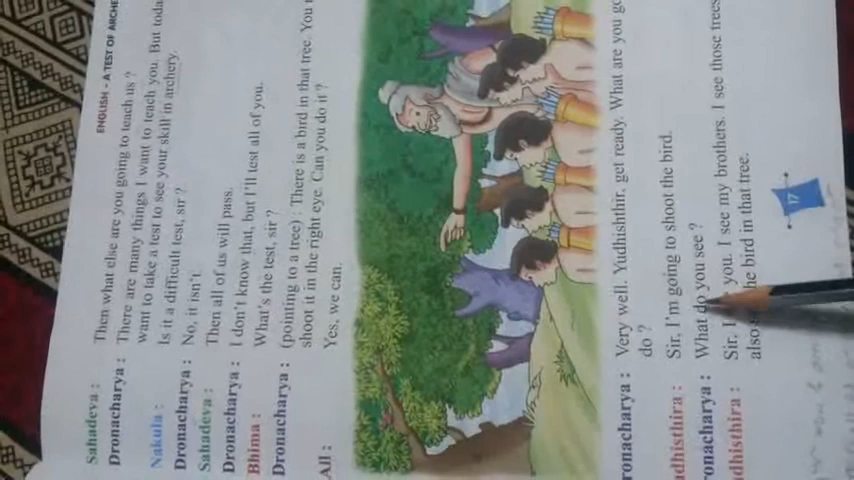 ENGLISH - A TEST OF ARCHE
Sahadeva : Then what else are you going to teach us ?
Dronacharya : There are many things I want to teach you. But toda
want to take a test to see your skill in archery.
Nakula : Is it a difficult test, sir ?
Dronacharya : No, it isn't.
Sahadeva : Then all of us will pass.
Dronacharya : I don't know that, but I'll test all of you.
Bhima : What's the test, sir ?
Dronacharya : (pointing to a tree) : There is a bird in that tree. You
shoot it in the right eye. Can you do it ?
All : Yes, we can.
ronacharya : Very well. Yudhishthir, get ready. What are you go
do ?
udhisthira : Sir, I'm going to shoot the bird.
ronacharya : What do you see ?
udhisthira : Sir, I you. I see my brothers. I see those trees
also he bird in that tree.
17